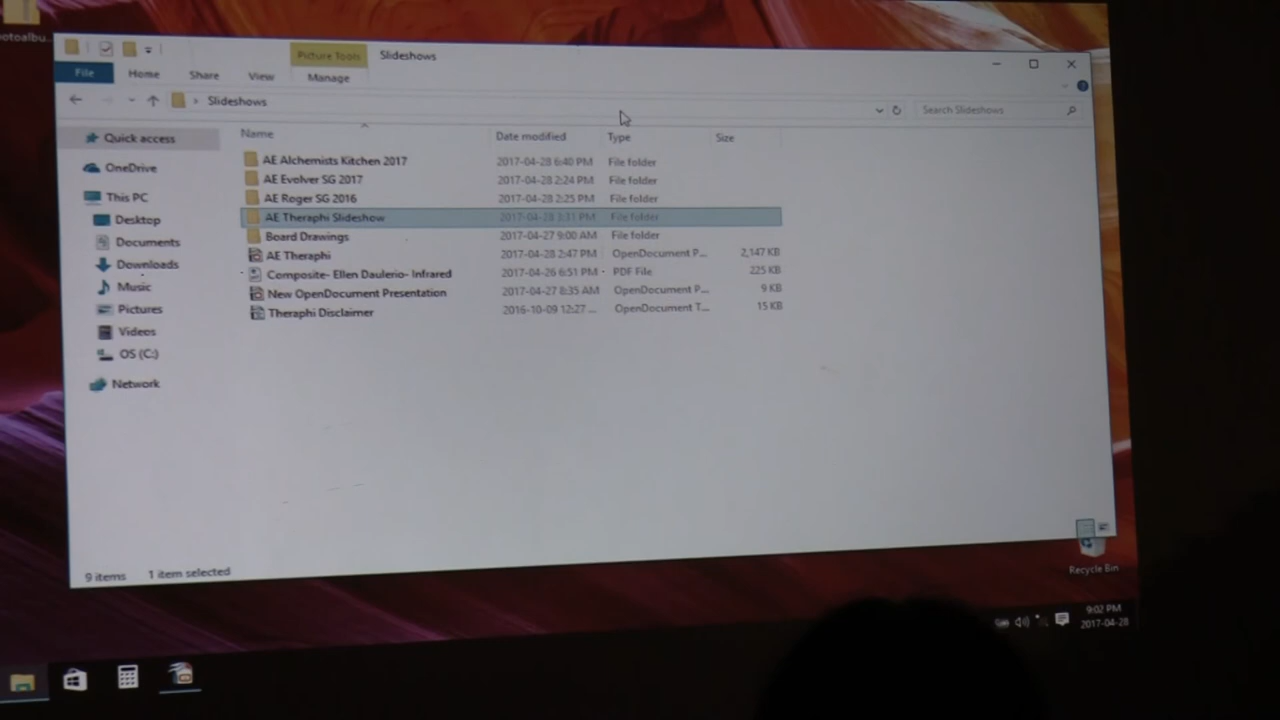 otoalbu...
Picture Tools
Slideshows
File
Home
Share
View
Manage
Slideshows
Search Slideshows
Name
Date modified
Type
Size
Quick access
OneDrive
This PC
Desktop
Documents
Downloads
Music
Pictures
Videos
OS (C:)
Network
AE Alchemists Kitchen 2017 2017-04-28 6:40 PM File folder
AE Evolver SG 2017 2017-04-28 2:24 PM File folder
AE Roger SG 2016 2017-04-28 2:25 PM File folder
AE Theraphi Slideshow 2017-04-28 3:31 PM File folder
Board Drawings 2017-04-27 9:00 AM File folder
AE Theraphi 2017-04-28 2:47 PM OpenDocument P... 2,147 KB
Composite- Ellen Daulerio- Infrared 2017-04-26 6:51 PM PDF File 225 KB
New OpenDocument Presentation 2017-04-27 8:35 AM OpenDocument P... 9 KB
Theraphi Disclaimer 2016-10-09 12:27 ... OpenDocument T... 15 KB
9 items 1 item selected
Recycle Bin
9:02 PM
2017-04-28